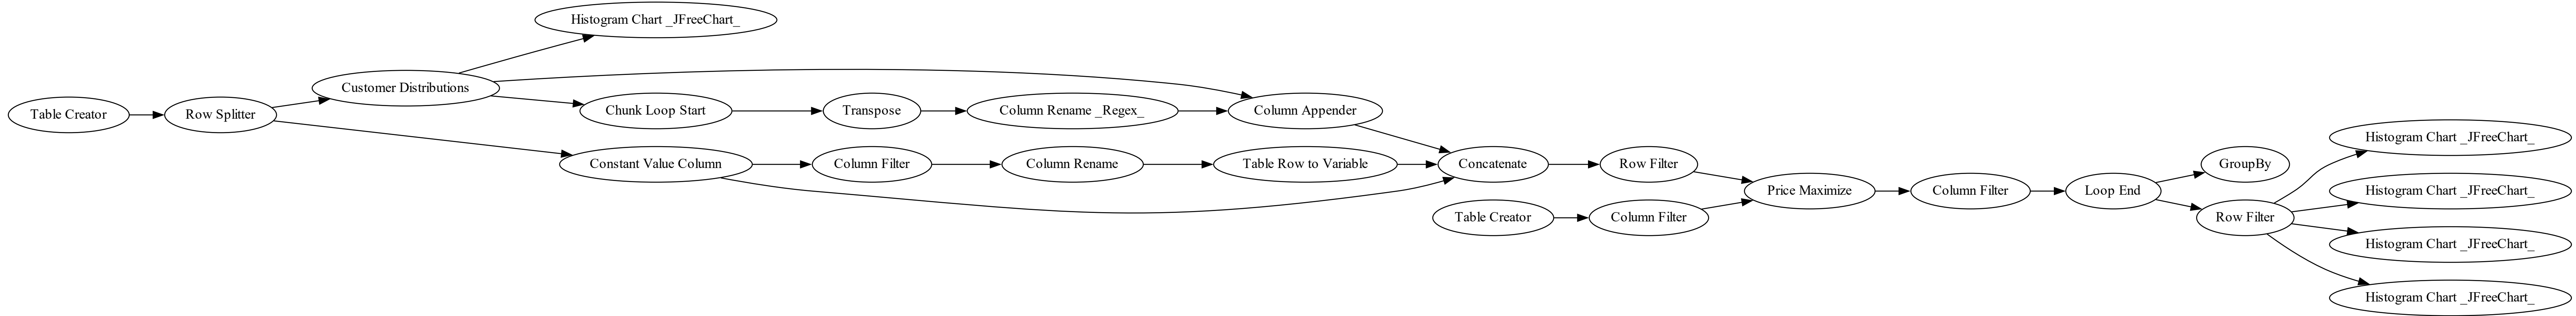 Histogram Chart _JFreeChart_
Customer Distributions
Table Creator
Row Splitter
Chunk Loop Start
Transpose
Column Rename _Regex_
Column Appender
Constant Value Column
Column Filter
Column Rename
Table Row to Variable
Concatenate
Row Filter
Table Creator
Column Filter
Price Maximize
Column Filter
Loop End
GroupBy
Row Filter
Histogram Chart _JFreeChart_
Histogram Chart _JFreeChart_
Histogram Chart _JFreeChart_
Histogram Chart _JFreeChart_